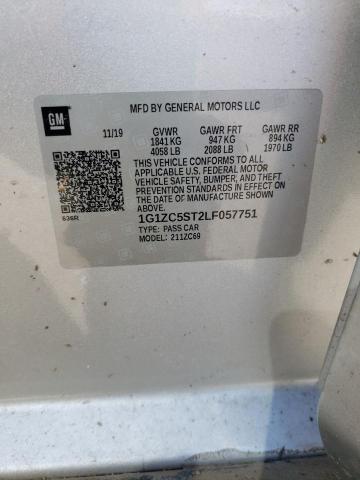 GM
MFD BY GENERAL MOTORS LLC
11/19 GVWR GAWR FRT GAWR RR
1841 KG 947 KG 894 KG
4058 LB 2088 LB 1970 LB
THIS VEHICLE CONFORMS TO ALL
APPLICABLE U.S. FEDERAL MOTOR
VEHICLE SAFETY, BUMPER, AND THEFT
PREVENTION STANDARDS IN EFFECT ON
THE DATE OF MANUFACTURE SHOWN
ABOVE.
636R
1G1ZC5ST2LF057751
TYPE: PASS CAR
MODEL: 211ZC69